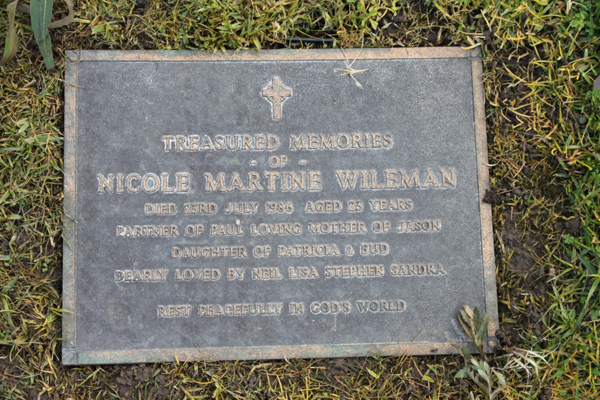 TREASURED MEMORIES
- OF -
NICOLE MARTINE WILEMAN
DIED 23RD JULY 1986 AGED 23 YEARS
PARTNER OF PAUL LOVING MOTHER OF JASON
DAUGHTER OF PATRICIA & BUD
DEARLY LOVED BY NEIL LISA STEPHEN SANDRA
REST PEACEFULLY IN GOD'S WORLD